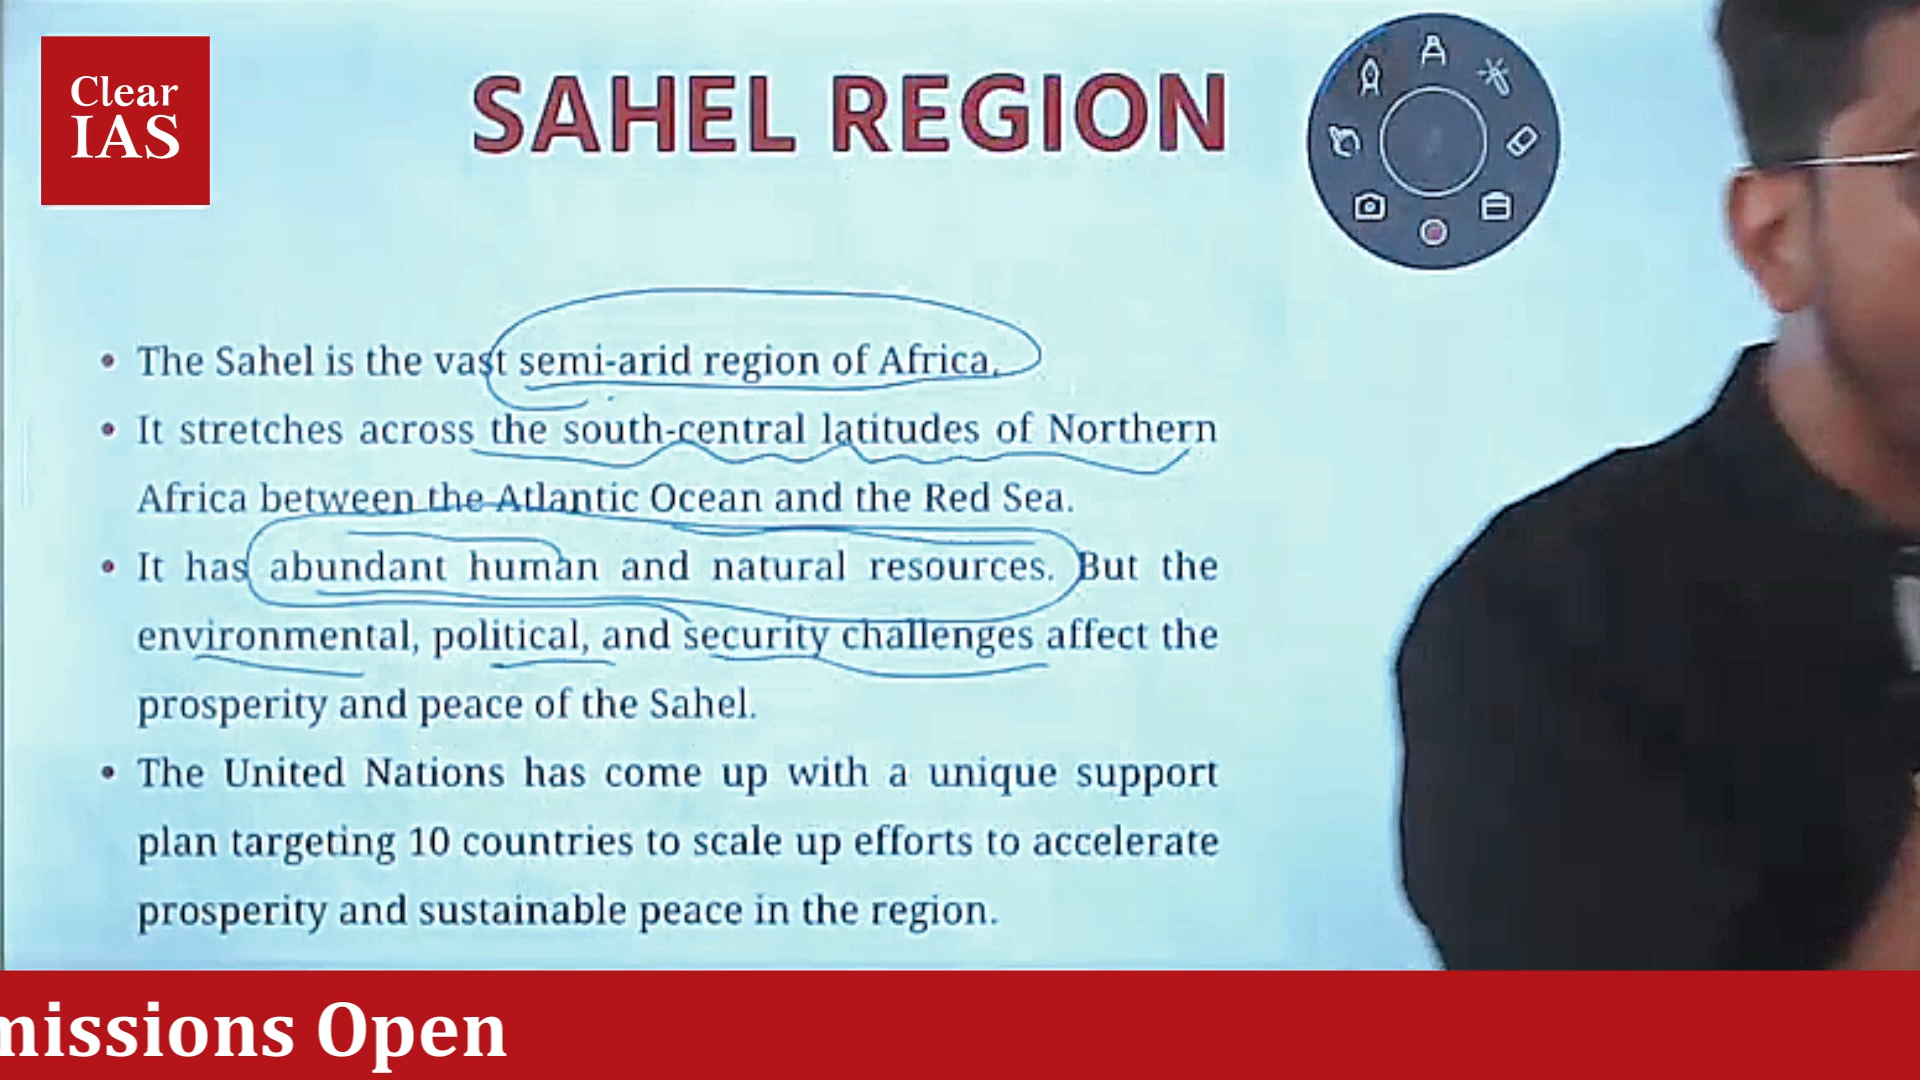 Clear
IAS
SAHEL REGION
• The Sahel is the vast semi-arid region of Africa.
• It stretches across the south-central latitudes of Northern
Africa between the Atlantic Ocean and the Red Sea.
• It has abundant human and natural resources. But the
environmental, political, and security challenges affect the
prosperity and peace of the Sahel.
• The United Nations has come up with a unique support
plan targeting 10 countries to scale up efforts to accelerate
prosperity and sustainable peace in the region.
missions Open